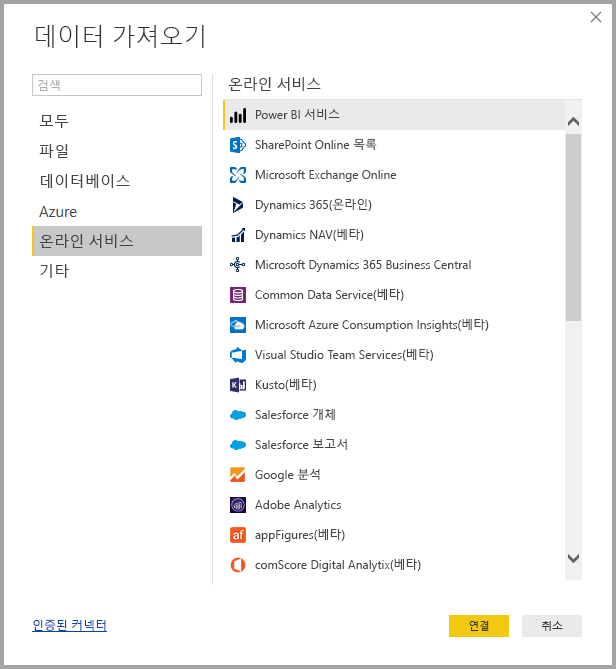 데이터 가져오기
검색
모두
파일
데이터베이스
Azure
온라인 서비스
기타
온라인 서비스
Power BI 서비스
SharePoint Online 목록
Microsoft Exchange Online
Dynamics 365(온라인)
Dynamics NAV(베타)
Microsoft Dynamics 365 Business Central
Common Data Service(베타)
Microsoft Azure Consumption Insights(베타)
Visual Studio Team Services(베타)
Kusto(베타)
Salesforce 개체
Salesforce 보고서
Google 분석
Adobe Analytics
appFigures(베타)
comScore Digital Analytix(베타)
인증된 커넥터
연결
취소